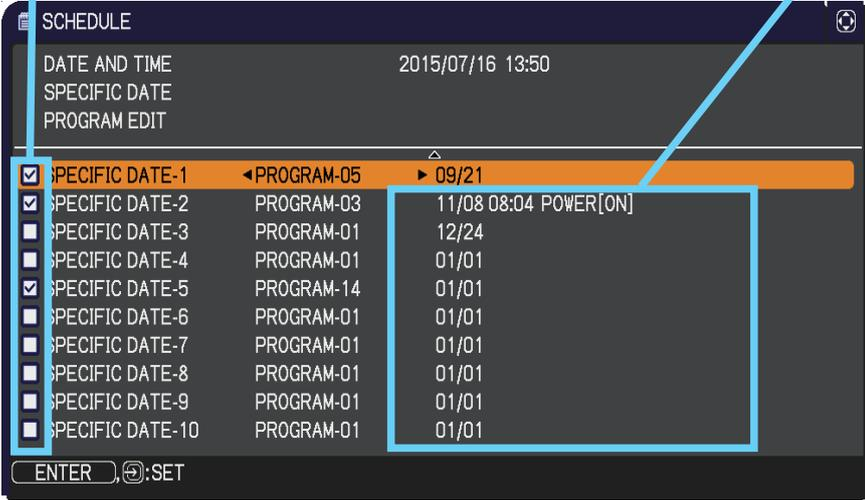 SCHEDULE
DATE AND TIME 2015/07/16 13:50
SPECIFIC DATE
PROGRAM EDIT
SPECIFIC DATE-1 PROGRAM-05 09/21
SPECIFIC DATE-2 PROGRAM-03 11/08 08:04 POWER[ON]
SPECIFIC DATE-3 PROGRAM-01 12/24
SPECIFIC DATE-4 PROGRAM-01 01/01
SPECIFIC DATE-5 PROGRAM-14 01/01
SPECIFIC DATE-6 PROGRAM-01 01/01
SPECIFIC DATE-7 PROGRAM-01 01/01
SPECIFIC DATE-8 PROGRAM-01 01/01
SPECIFIC DATE-9 PROGRAM-01 01/01
SPECIFIC DATE-10 PROGRAM-01 01/01
ENTER , :SET